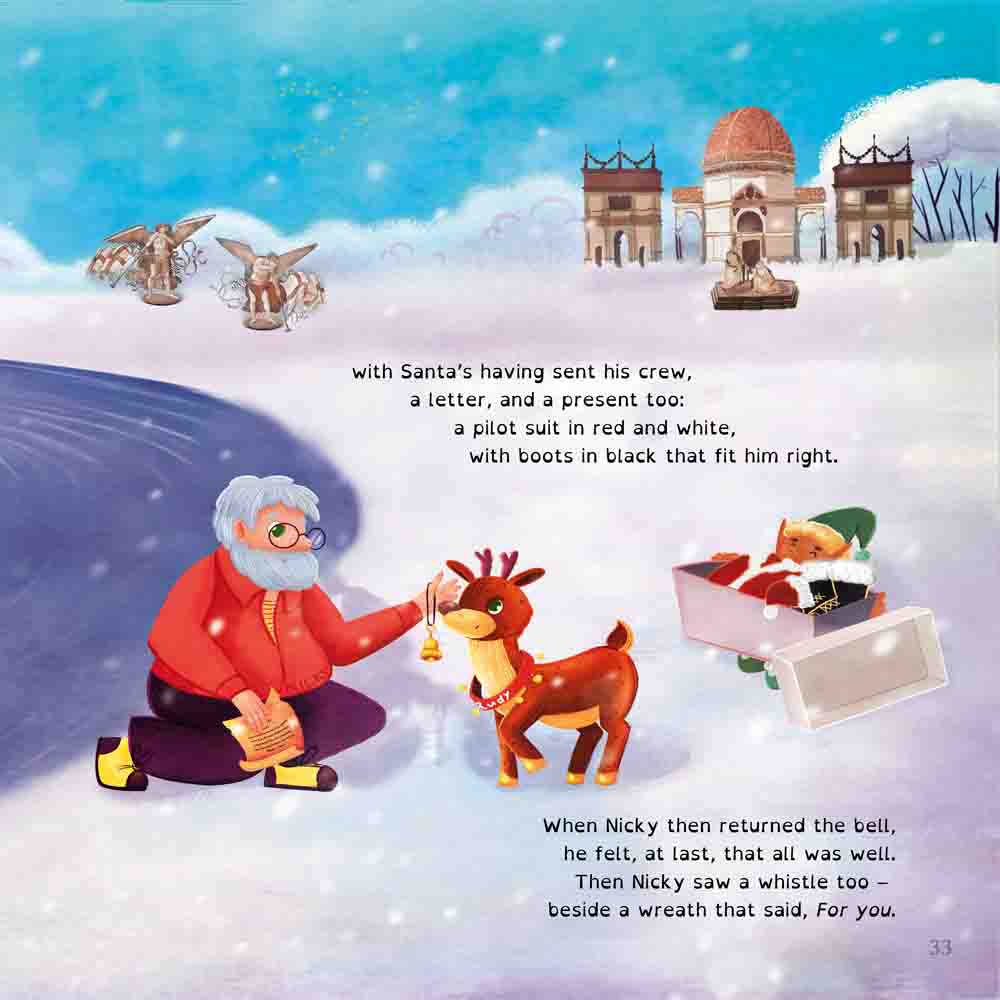 with Santa's having sent his crew,
a letter, and a present too:
a pilot suit in red and white,
with boots in black that fit him right.
Rudy
When Nicky then returned the bell,
he felt, at last, that all was well.
Then Nicky saw a whistle too –
beside a wreath that said, For you.
33